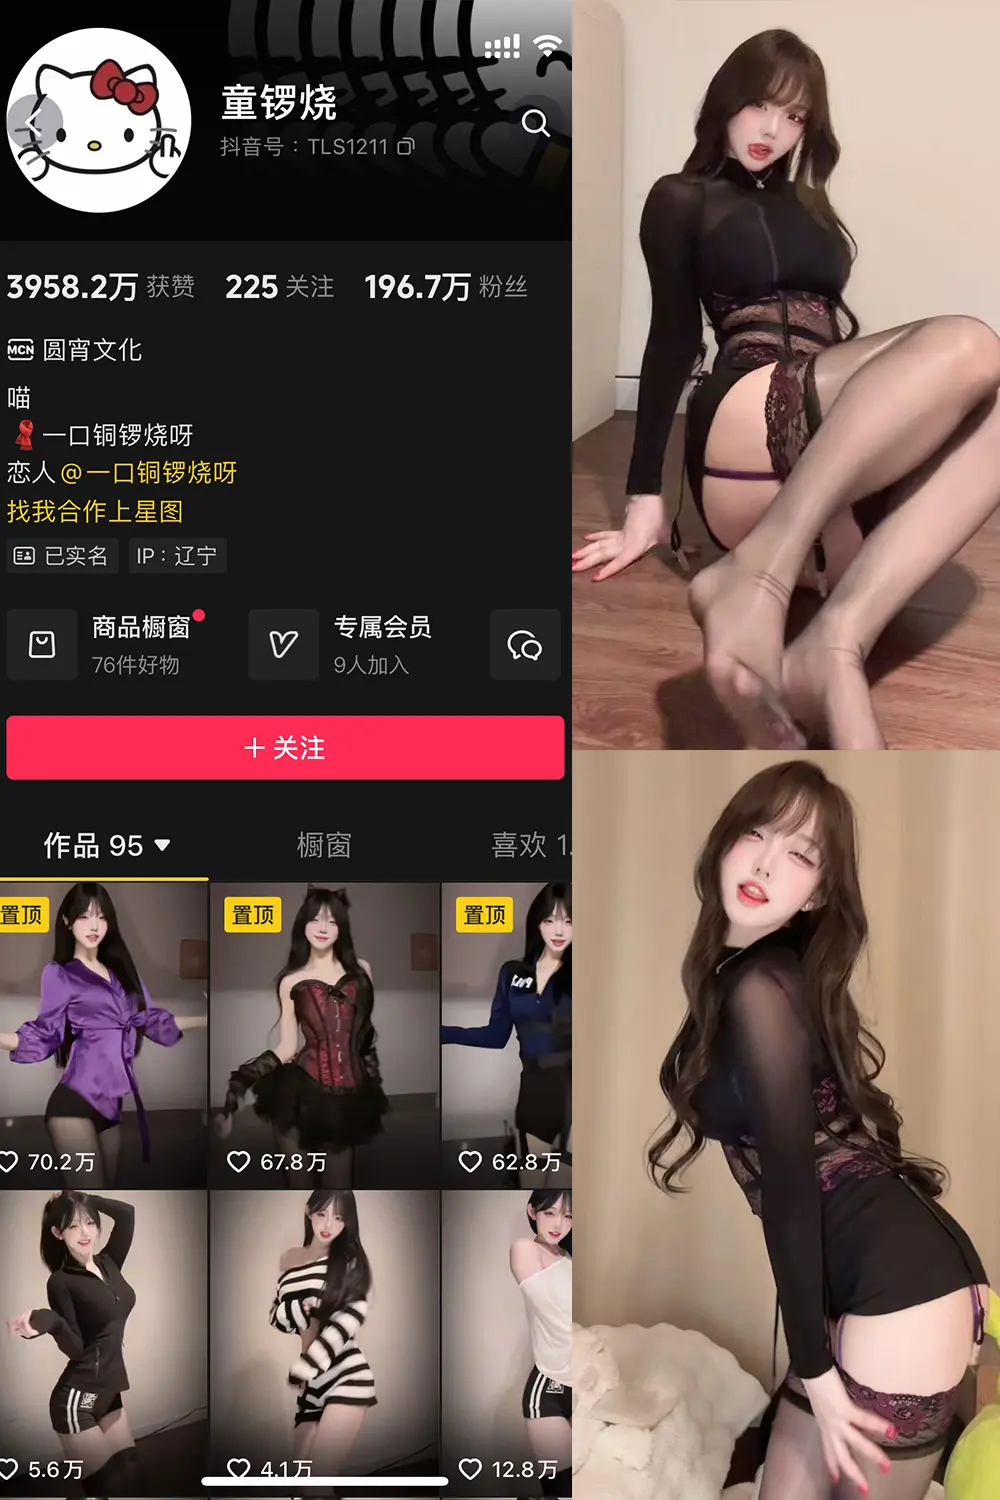 童锣烧
抖音号：TLS1211
3958.2万 获赞 225 关注 196.7万 粉丝
MCN 圆宵文化
喵
一口铜锣烧呀
恋人@一口铜锣烧呀
找我合作上星图
已实名 IP：辽宁
商品橱窗 专属会员
76件好物 9人加入
＋关注
作品 95 橱窗 喜欢 1
置顶 置顶 置顶
70.2万 67.8万 62.8万
5.6万 4.1万 12.8万